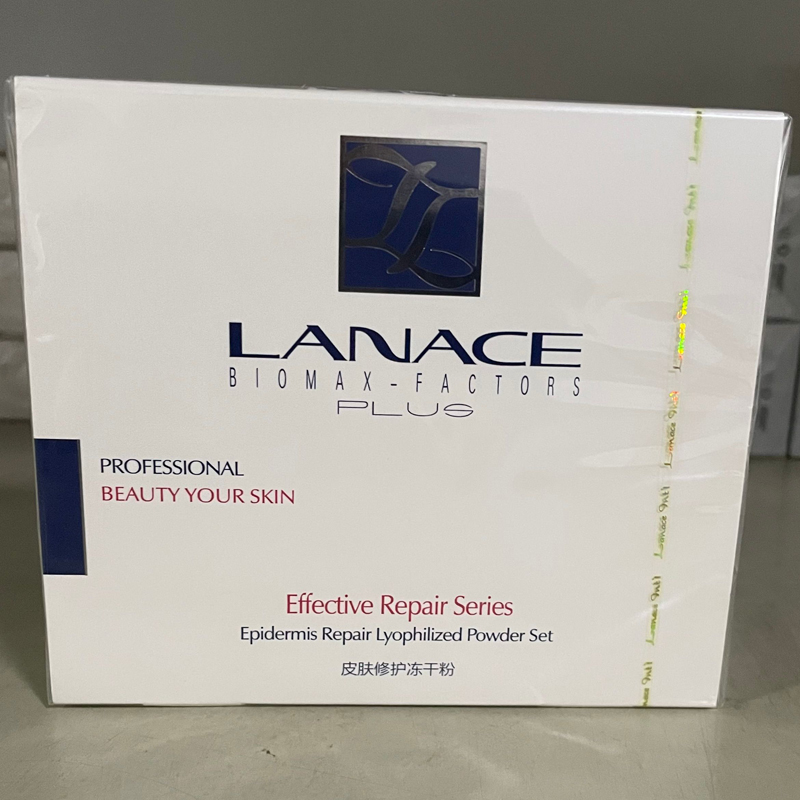 LANACE
BIOMAX-FACTORS
PLUS
PROFESSIONAL
BEAUTY YOUR SKIN
Effective Repair Series
Epidermis Repair Lyophilized Powder Set
皮肤修护冻干粉